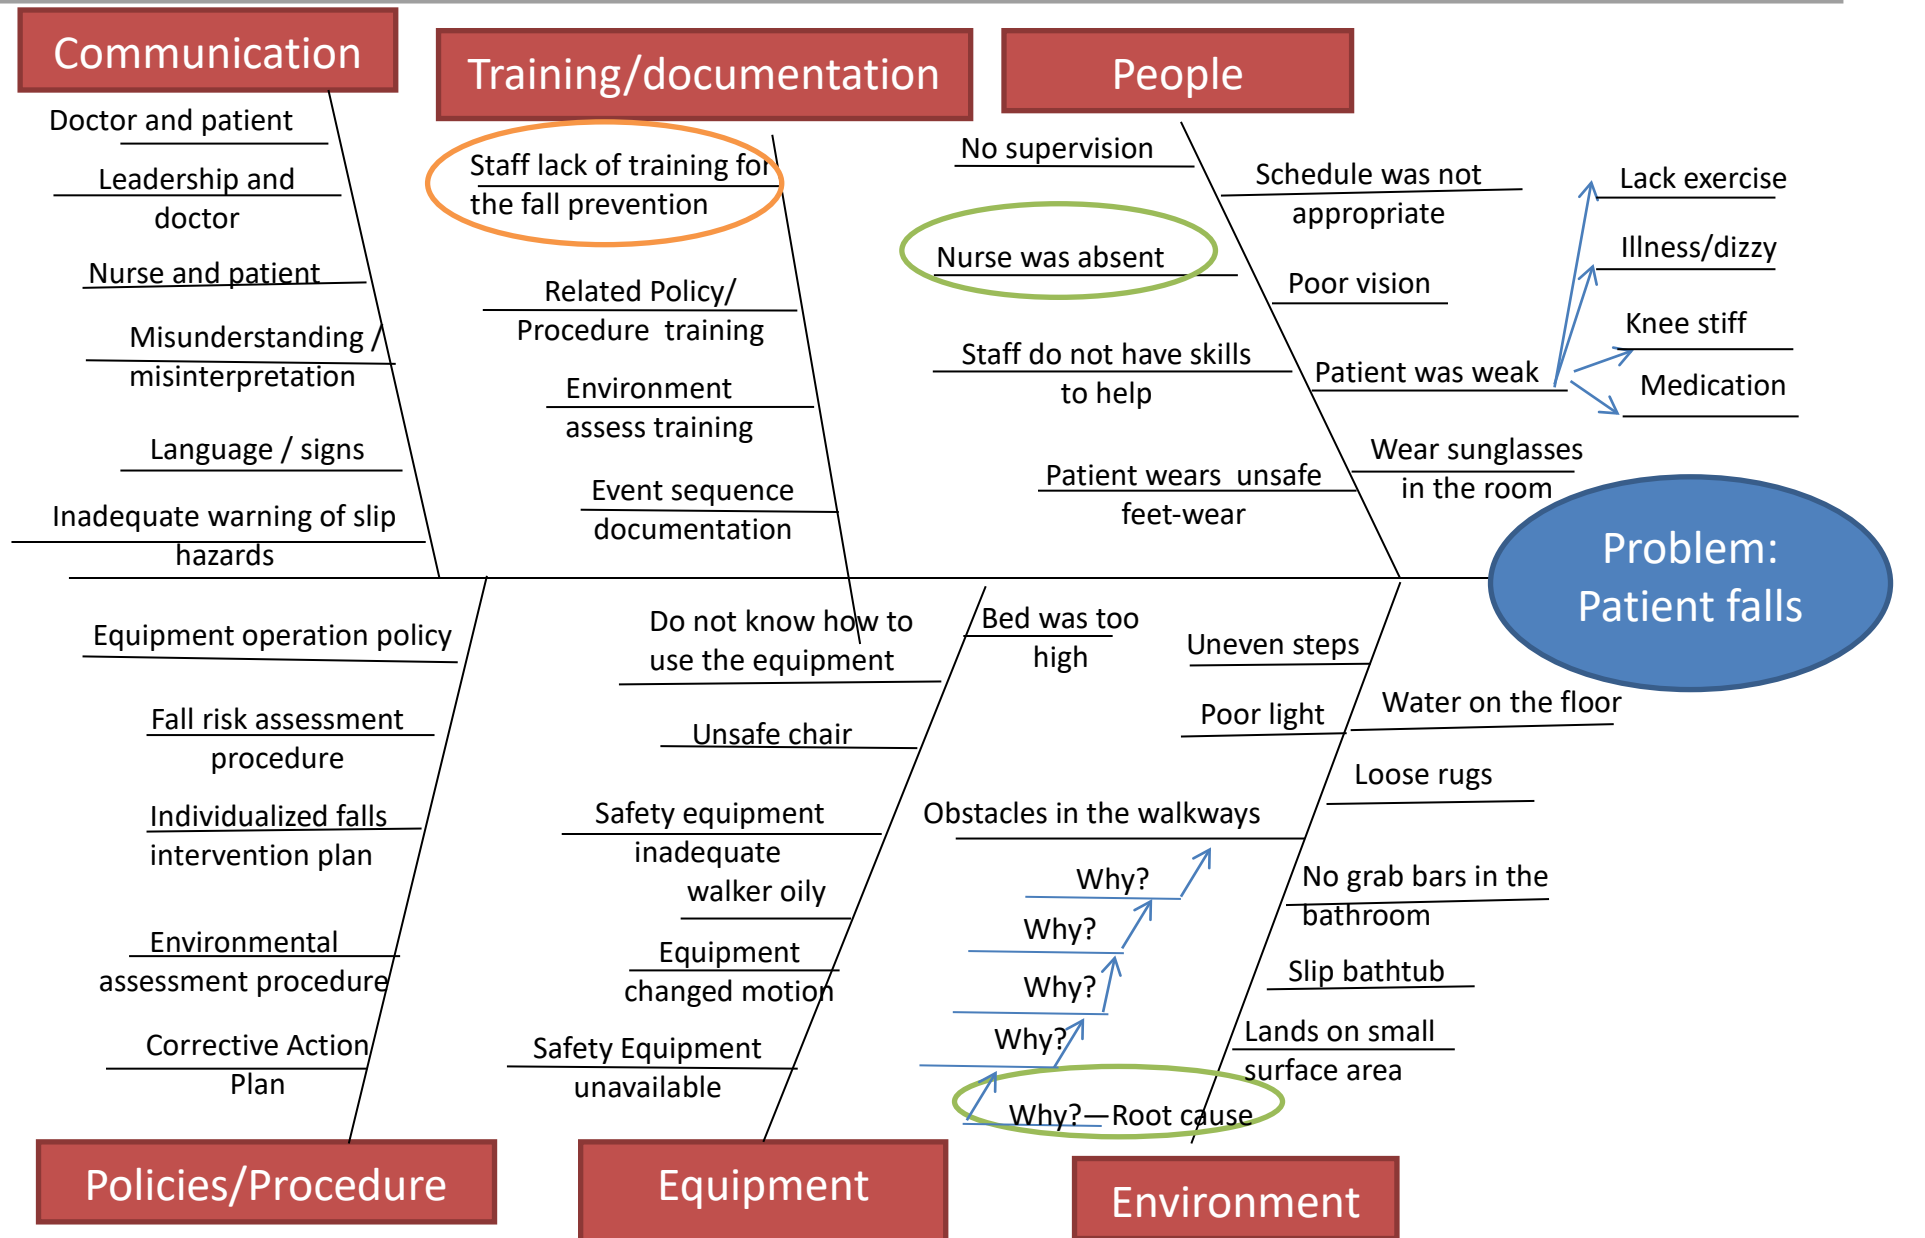 Communication
Doctor and patient
Leadership and
doctor
Nurse and patient
Misunderstanding /
misinterpretation
Language / signs
Inadequate warning of slip
hazards
Training/documentation
Staff lack of training for
the fall prevention
Related Policy/
Procedure training
Environment
assess training
Event sequence
documentation
People
No supervision
Nurse was absent
Staff do not have skills
to help
Patient wears unsafe
feet-wear
Schedule was not
appropriate
Poor vision
Patient was weak
Wear sunglasses
in the room
Lack exercise
Illness/dizzy
Knee stiff
Medication
Problem:
Patient falls
Equipment operation policy
Fall risk assessment
procedure
Individualized falls
intervention plan
Environmental
assessment procedure
Corrective Action
Plan
Policies/Procedure
Do not know how to
use the equipment
Unsafe chair
Safety equipment
inadequate
walker oily
Equipment
changed motion
Safety Equipment
unavailable
Bed was too
high
Equipment
Uneven steps
Poor light
Obstacles in the walkways
Why?
Why?
Why?
Why?
Why?—Root cause
Water on the floor
Loose rugs
No grab bars in the
bathroom
Slip bathtub
Lands on small
surface area
Environment